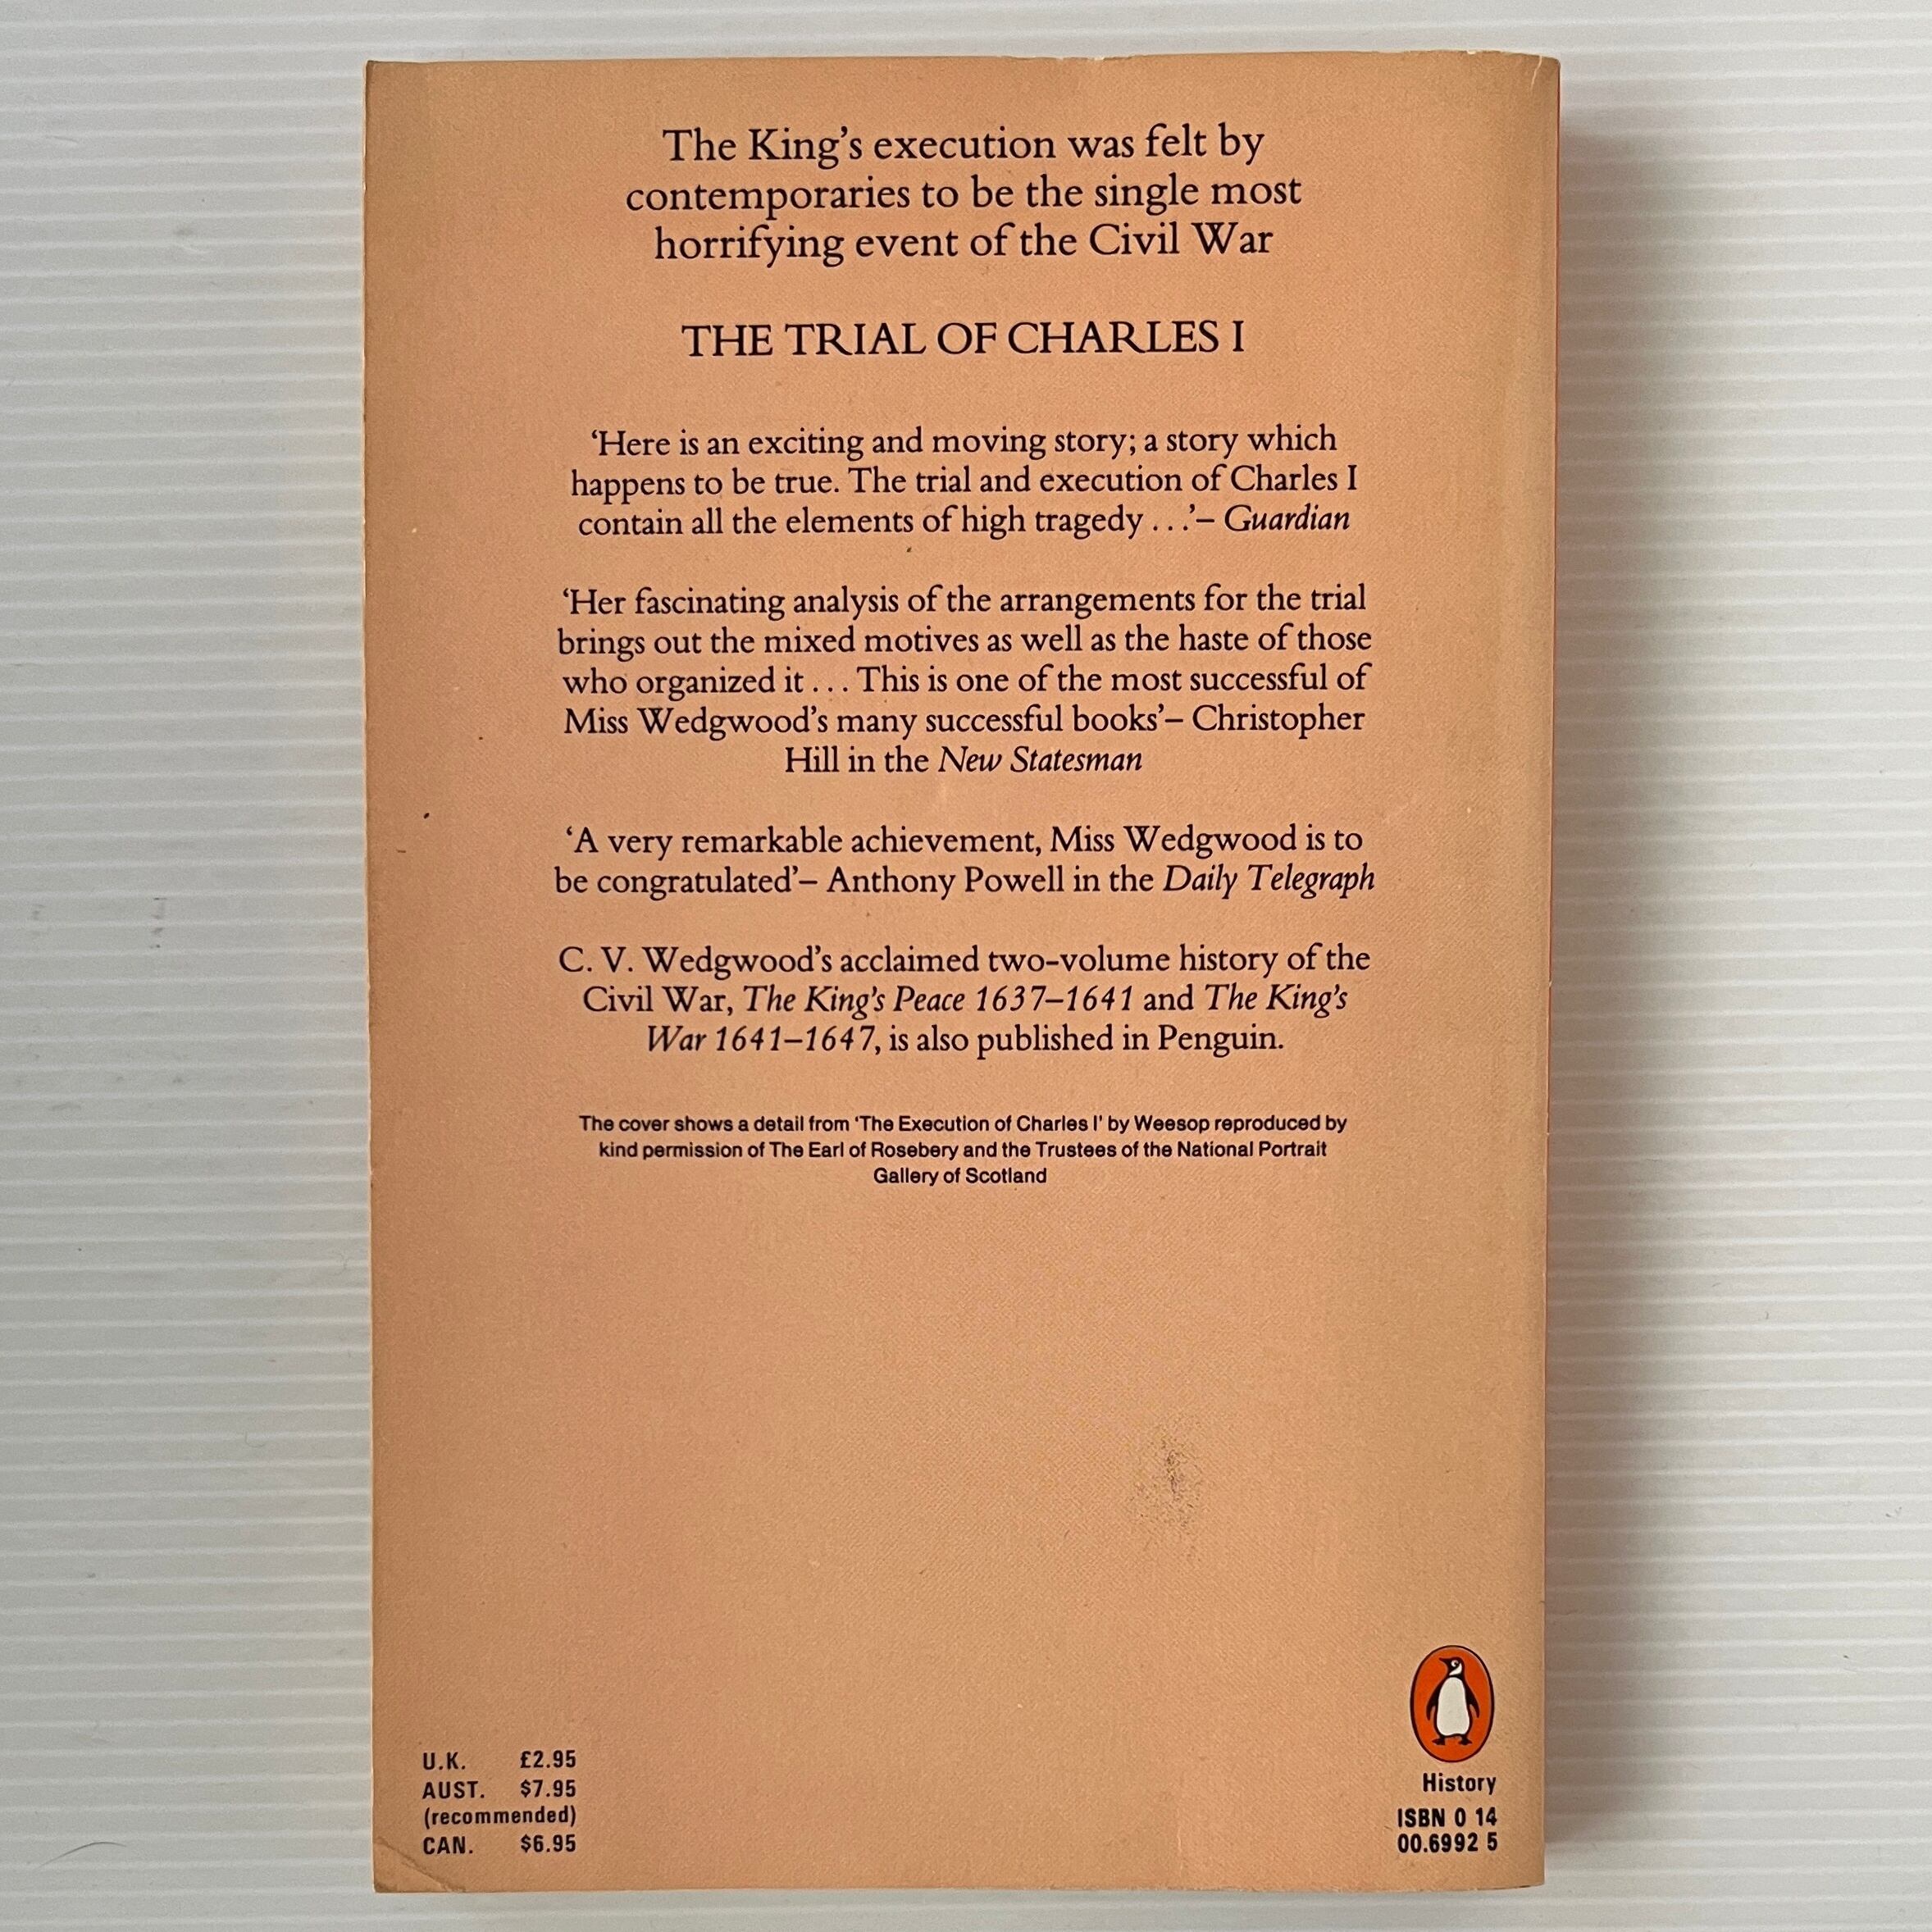 The King's execution was felt by
contemporaries to be the single most
horrifying event of the Civil War
THE TRIAL OF CHARLES I
‘Here is an exciting and moving story; a story which
happens to be true. The trial and execution of Charles I
contain all the elements of high tragedy . . .’– Guardian
‘Her fascinating analysis of the arrangements for the trial
brings out the mixed motives as well as the haste of those
who organized it . . . This is one of the most successful of
Miss Wedgwood’s many successful books’– Christopher
Hill in the New Statesman
‘A very remarkable achievement, Miss Wedgwood is to
be congratulated’– Anthony Powell in the Daily Telegraph
C. V. Wedgwood’s acclaimed two-volume history of the
Civil War, The King’s Peace 1637–1641 and The King’s
War 1641–1647, is also published in Penguin.
The cover shows a detail from ‘The Execution of Charles I’ by Weesop reproduced by
kind permission of The Earl of Rosebery and the Trustees of the National Portrait
Gallery of Scotland
U.K. £2.95
AUST. $7.95
(recommended)
CAN. $6.95
History
ISBN 0 14
00.6992 5